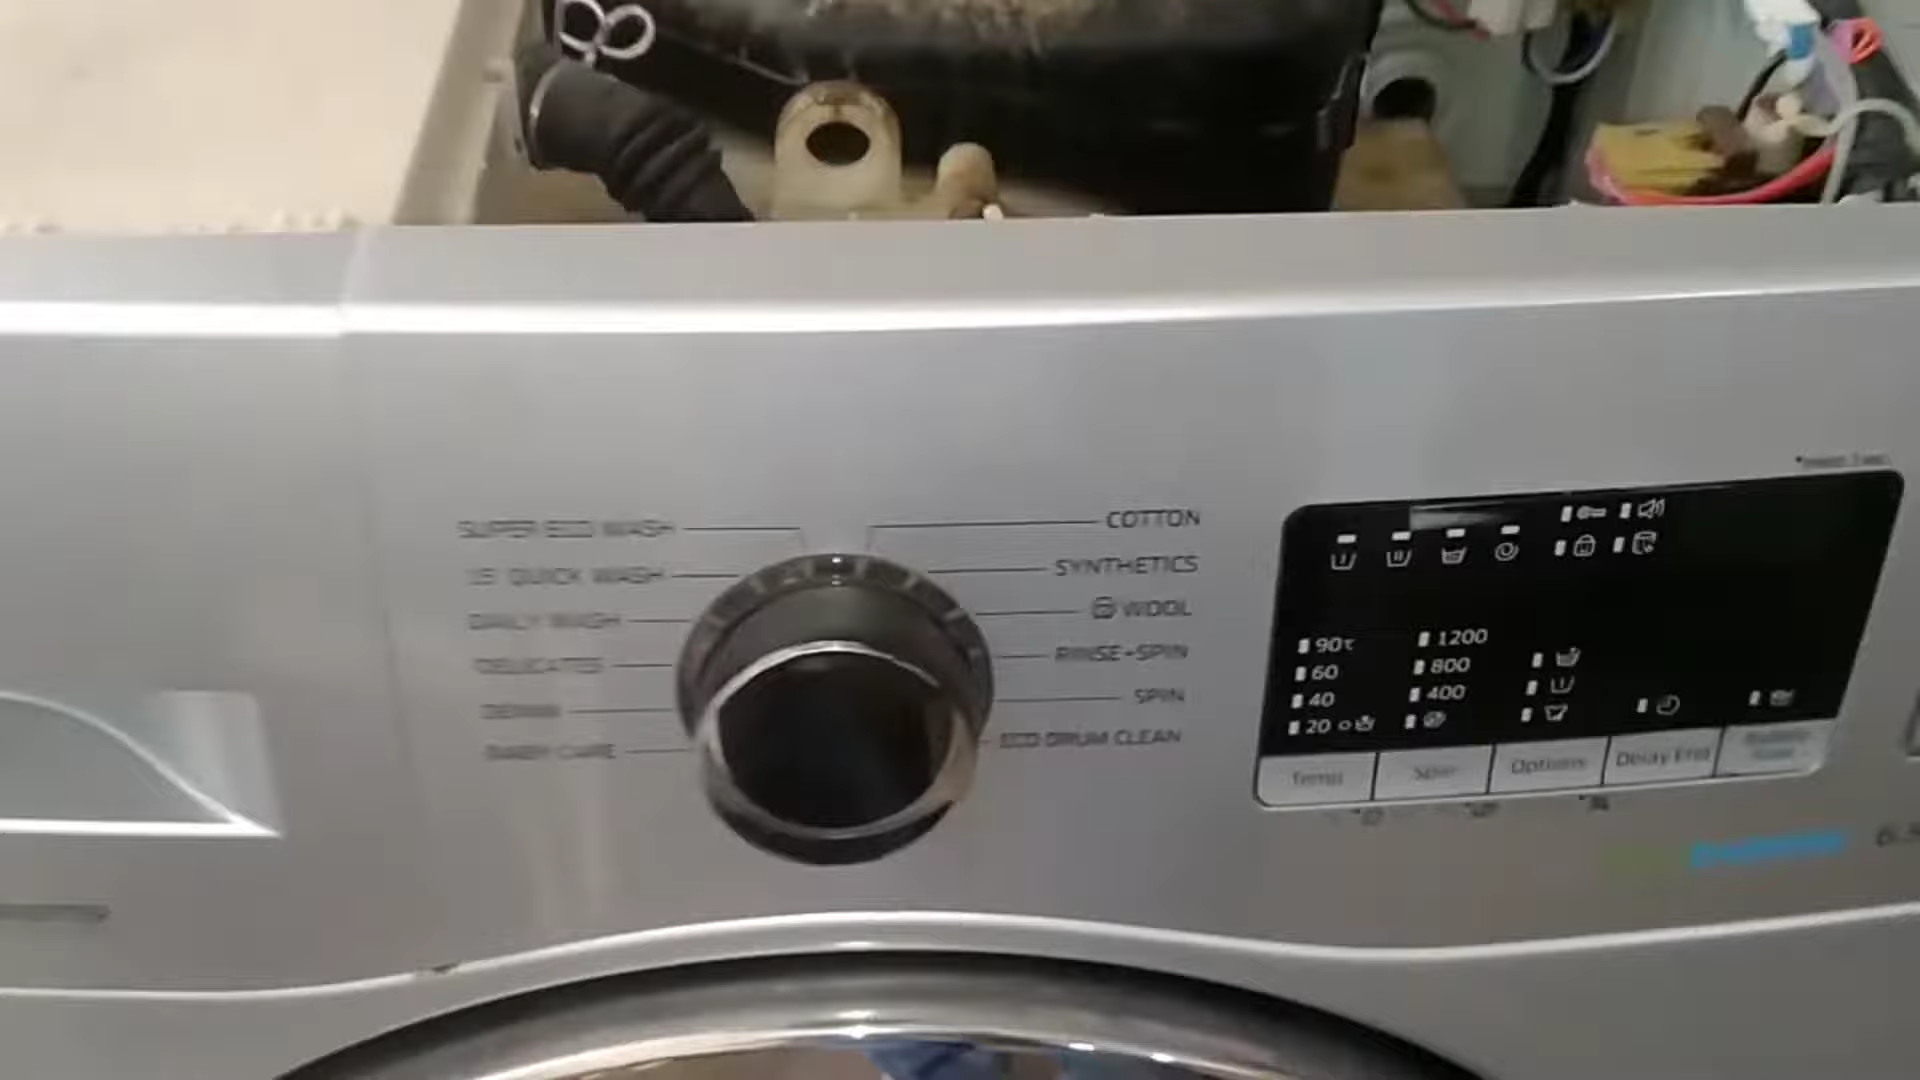 SUPER ECO WASH
15' QUICK WASH
DAILY WASH
DELICATES
DENIM
BABY CARE
COTTON
SYNTHETICS
WOOL
RINSE+SPIN
SPIN
ECO DRUM CLEAN
90℃
60
40
20
1200
800
400
Temp
Spin
Options
Delay End